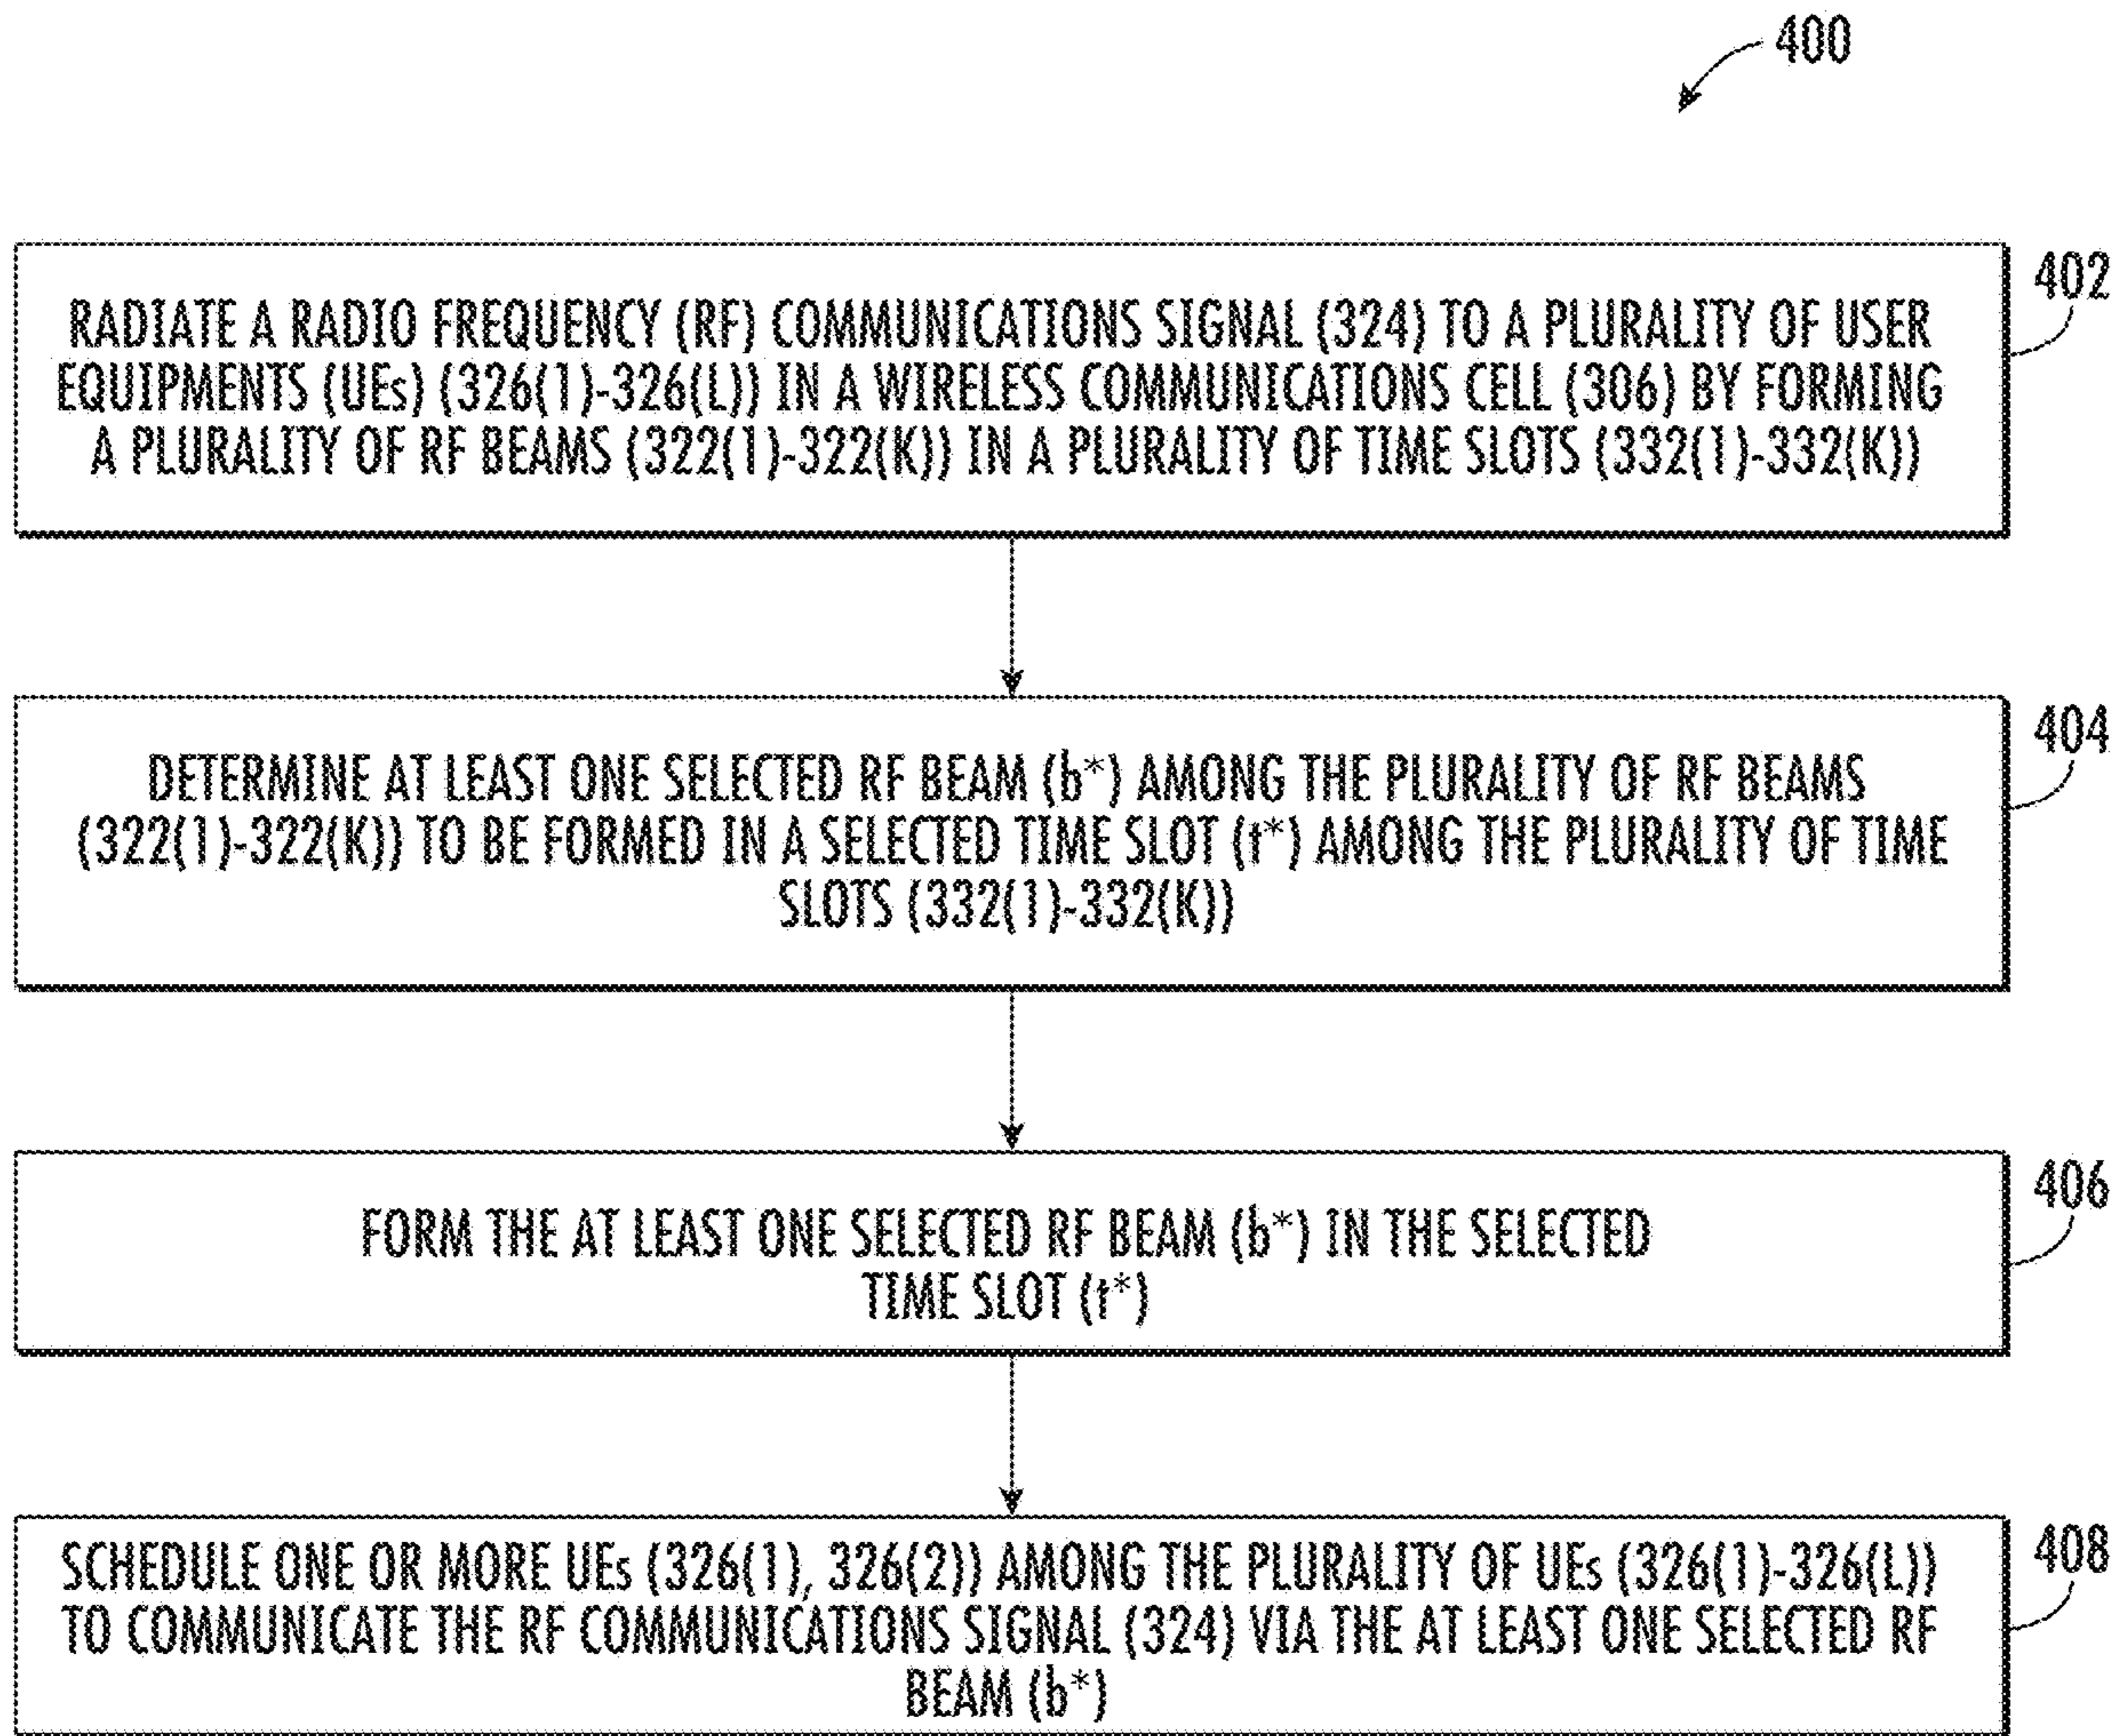 400
402
RADIATE A RADIO FREQUENCY (RF) COMMUNICATIONS SIGNAL (324) TO A PLURALITY OF USER
EQUIPMENTS (UEs) (326(1)-326(L)) IN A WIRELESS COMMUNICATIONS CELL (306) BY FORMING
A PLURALITY OF RF BEAMS (322(1)-322(K)) IN A PLURALITY OF TIME SLOTS (332(1)-332(K))
404
DETERMINE AT LEAST ONE SELECTED RF BEAM (b*) AMONG THE PLURALITY OF RF BEAMS
(322(1)-322(K)) TO BE FORMED IN A SELECTED TIME SLOT (t*) AMONG THE PLURALITY OF TIME
SLOTS (332(1)-332(K))
406
FORM THE AT LEAST ONE SELECTED RF BEAM (b*) IN THE SELECTED
TIME SLOT (t*)
408
SCHEDULE ONE OR MORE UEs (326(1), 326(2)) AMONG THE PLURALITY OF UEs (326(1)-326(L))
TO COMMUNICATE THE RF COMMUNICATIONS SIGNAL (324) VIA THE AT LEAST ONE SELECTED RF
BEAM (b*)